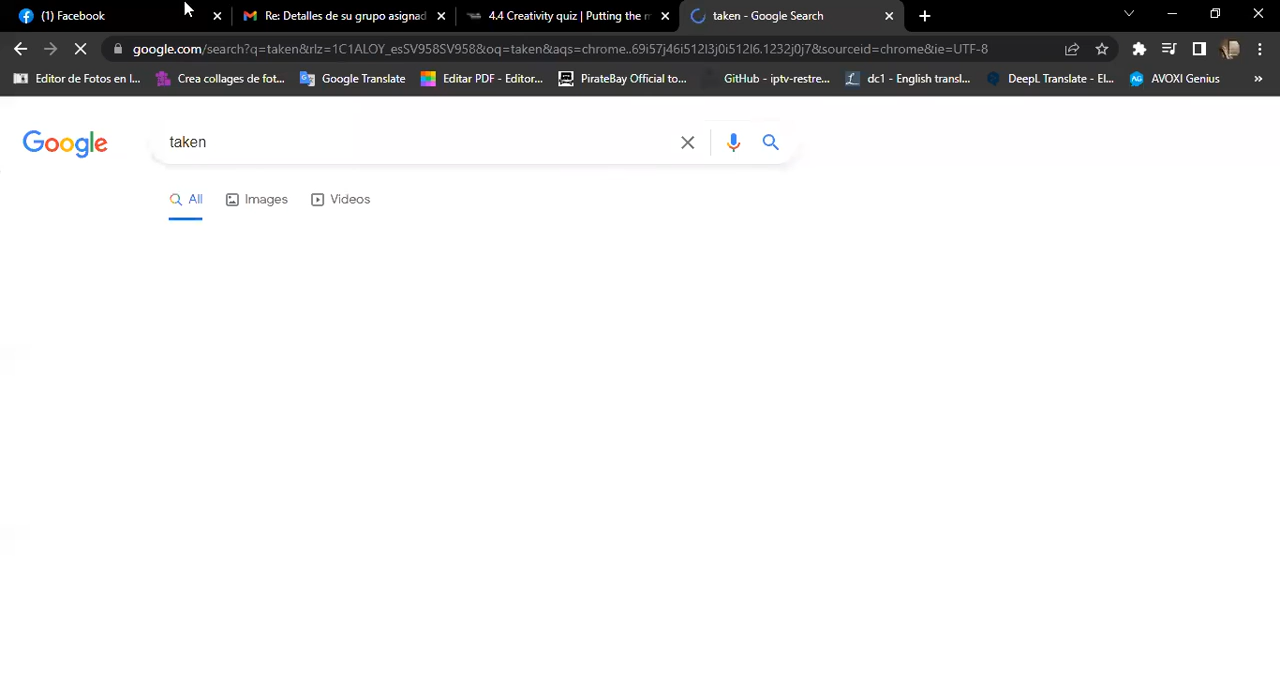 (1) Facebook
Re: Detalles de su grupo asignad
4.4 Creativity quiz | Putting the m
taken - Google Search
google.com/search?q=taken&rlz=1C1ALOY_esSV958SV958&oq=taken&aqs=chrome..69i57j46i512l3j0i512l6.1232j0j7&sourceid=chrome&ie=UTF-8
Editor de Fotos en l...
Crea collages de fot...
Google Translate
Editar PDF - Editor...
PirateBay Official to...
GitHub - iptv-restre...
dc1 - English transl...
DeepL Translate - El...
AVOXI Genius
»
Google
taken
All
Images
Videos